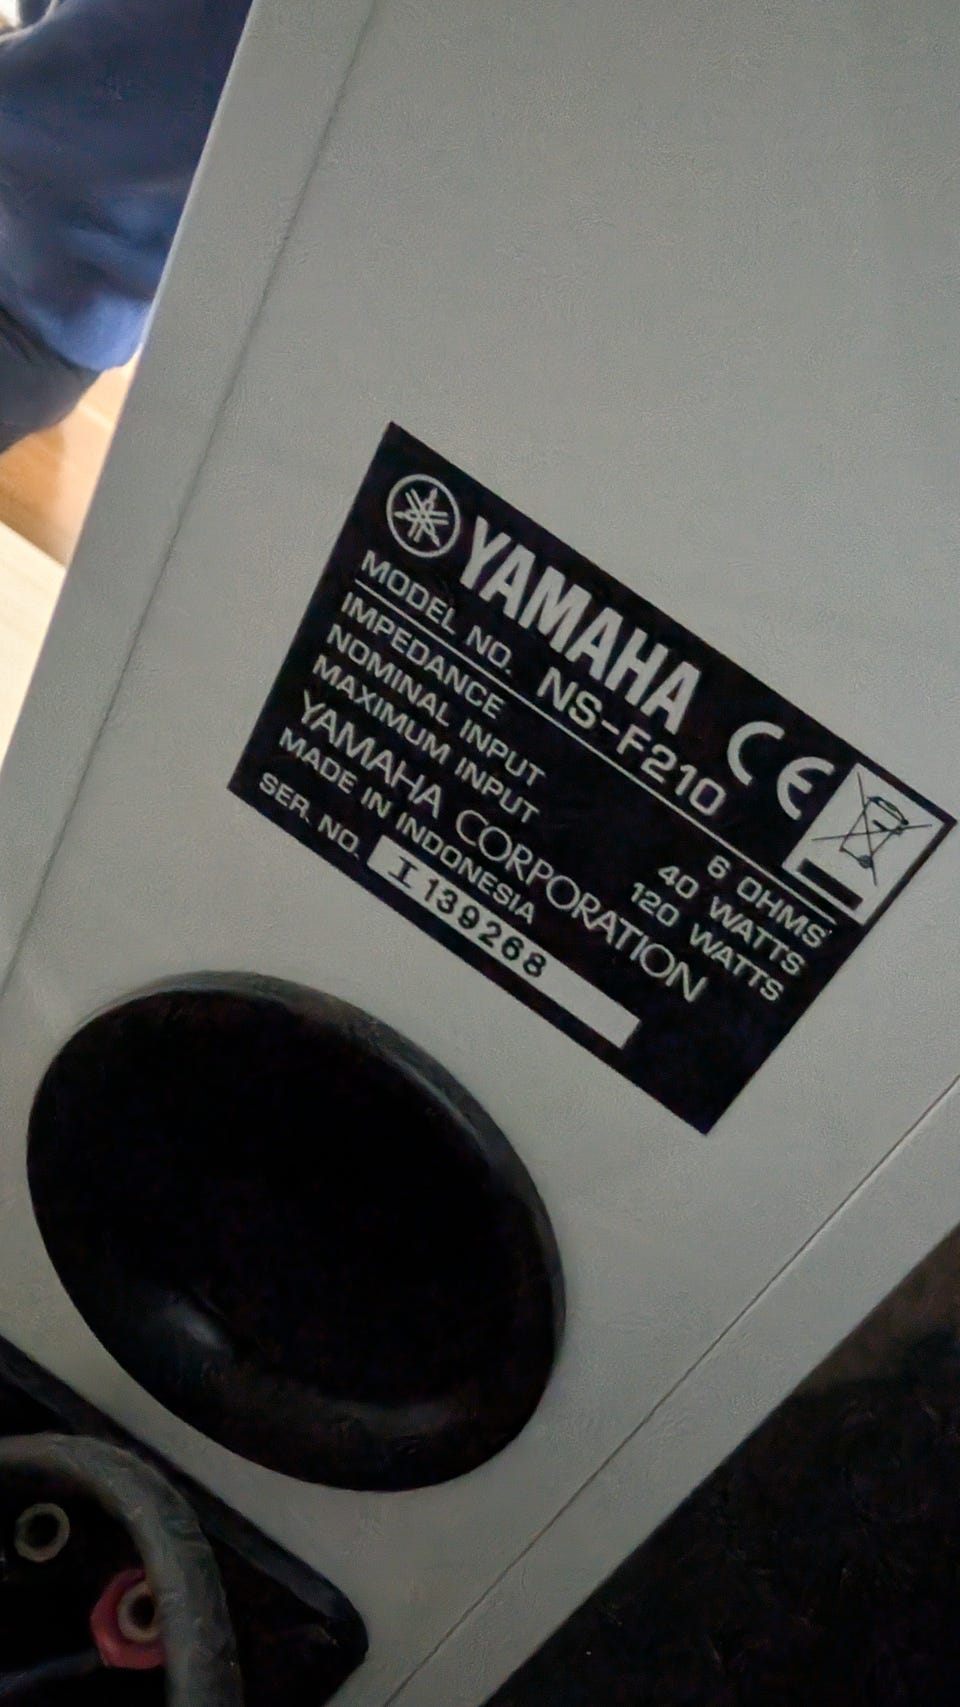 YAMAHA CE
MODEL NO. NS-F210
IMPEDANCE 6 OHMS
NOMINAL INPUT 40 WATTS
MAXIMUM INPUT 120 WATTS
YAMAHA CORPORATION
MADE IN INDONESIA
SER. NO. I 139268